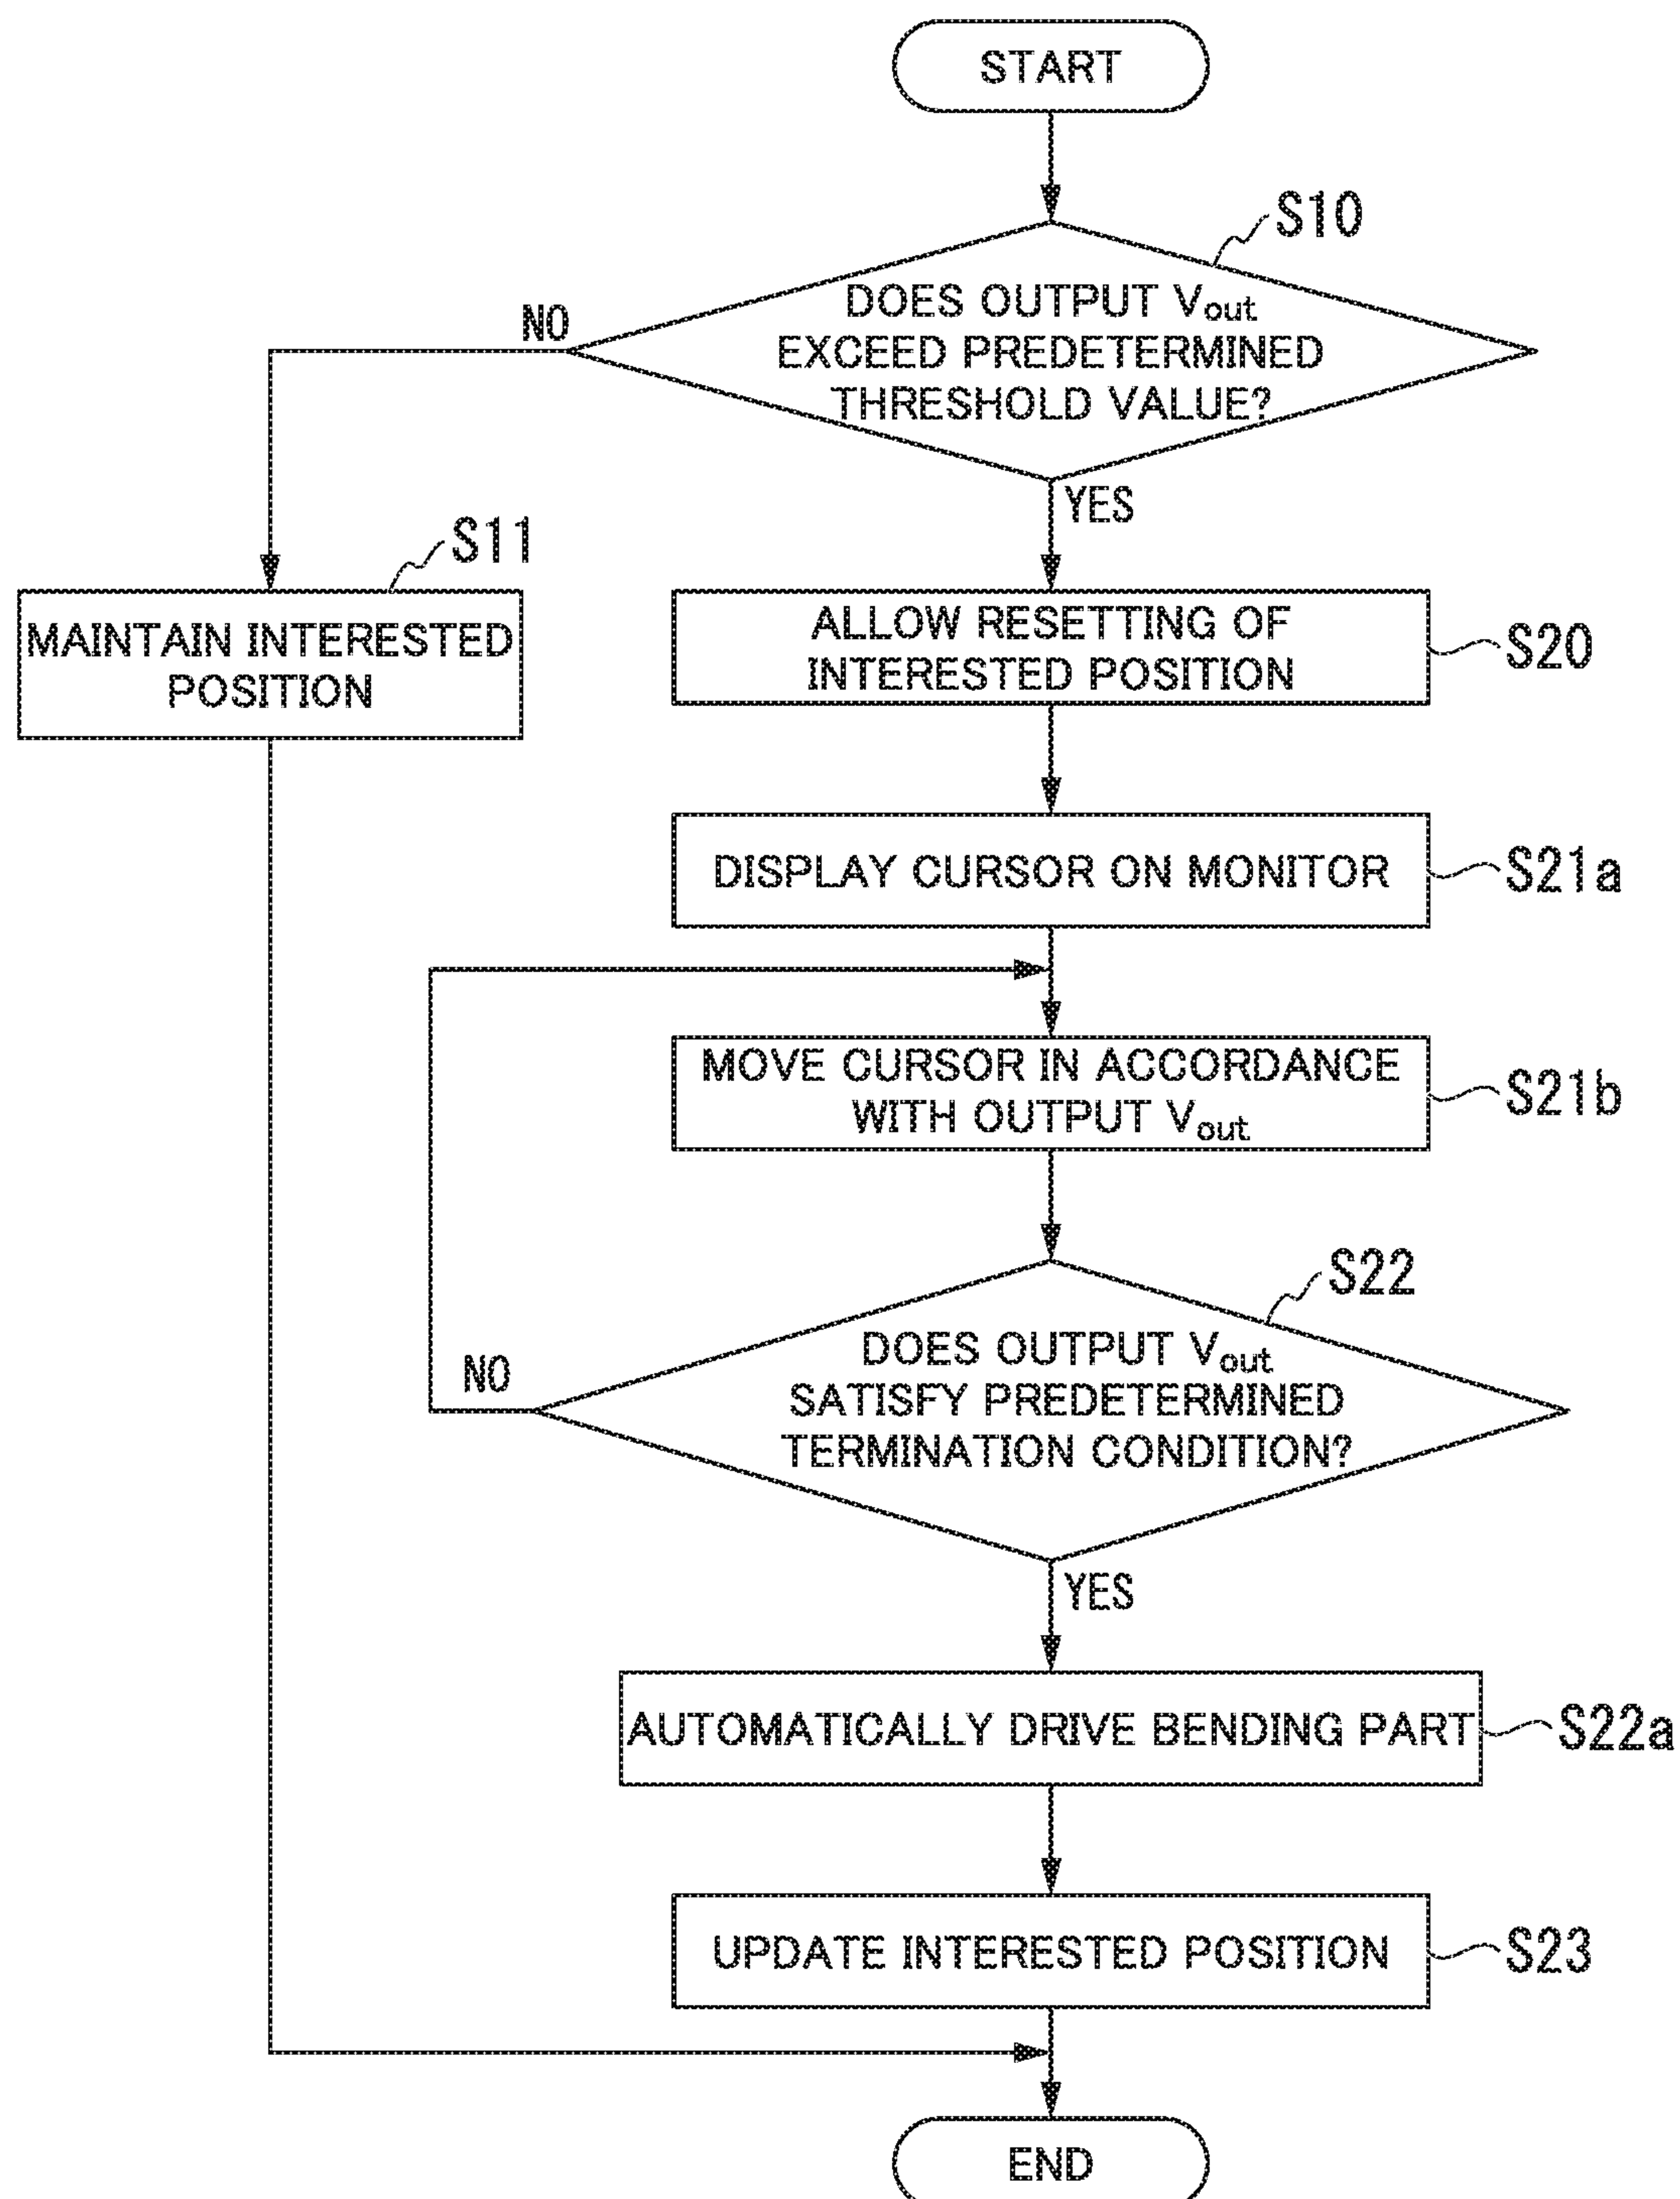 START
S10
DOES OUTPUT Vout
EXCEED PREDETERMINED
THRESHOLD VALUE?
NO
YES
S11
MAINTAIN INTERESTED
POSITION
ALLOW RESETTING OF
INTERESTED POSITION
S20
DISPLAY CURSOR ON MONITOR
S21a
MOVE CURSOR IN ACCORDANCE
WITH OUTPUT Vout
S21b
S22
DOES OUTPUT Vout
SATISFY PREDETERMINED
TERMINATION CONDITION?
NO
YES
AUTOMATICALLY DRIVE BENDING PART
S22a
UPDATE INTERESTED POSITION
S23
END